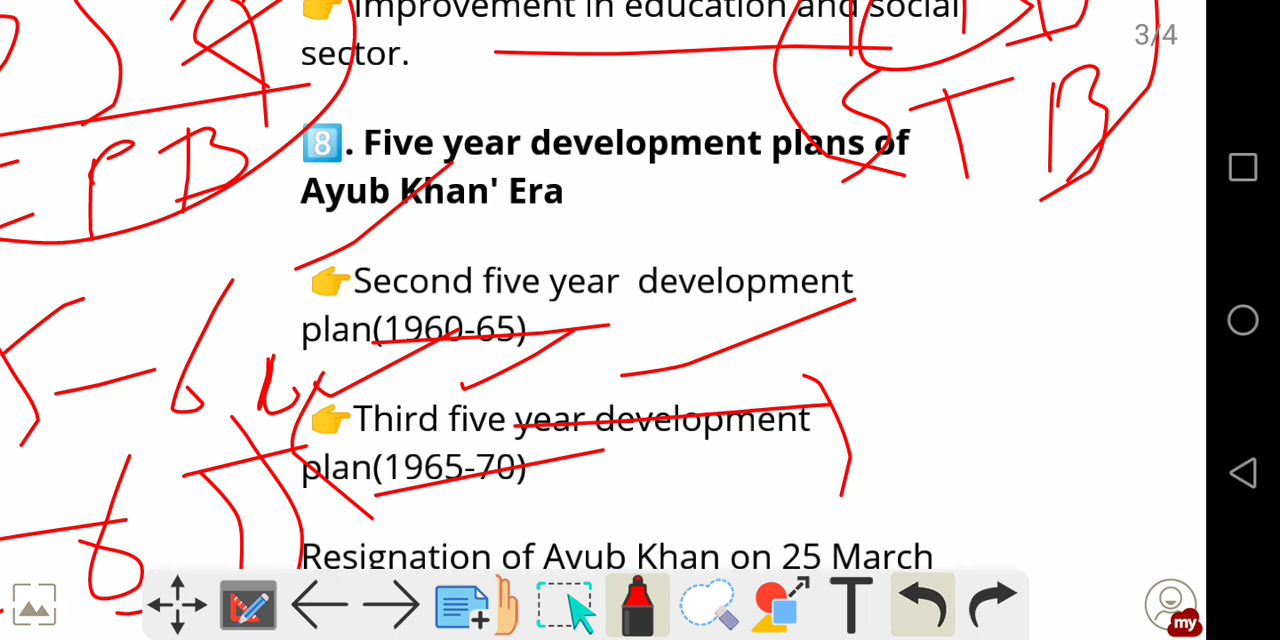 👉Improvement in education and social
3/4
sector.
STB
PB
8️⃣. Five year development plans of
Ayub Khan' Era
👉Second five year development
plan(1960-65)
👉Third five year development
plan(1965-70)
Resignation of Ayub Khan on 25 March
T
my